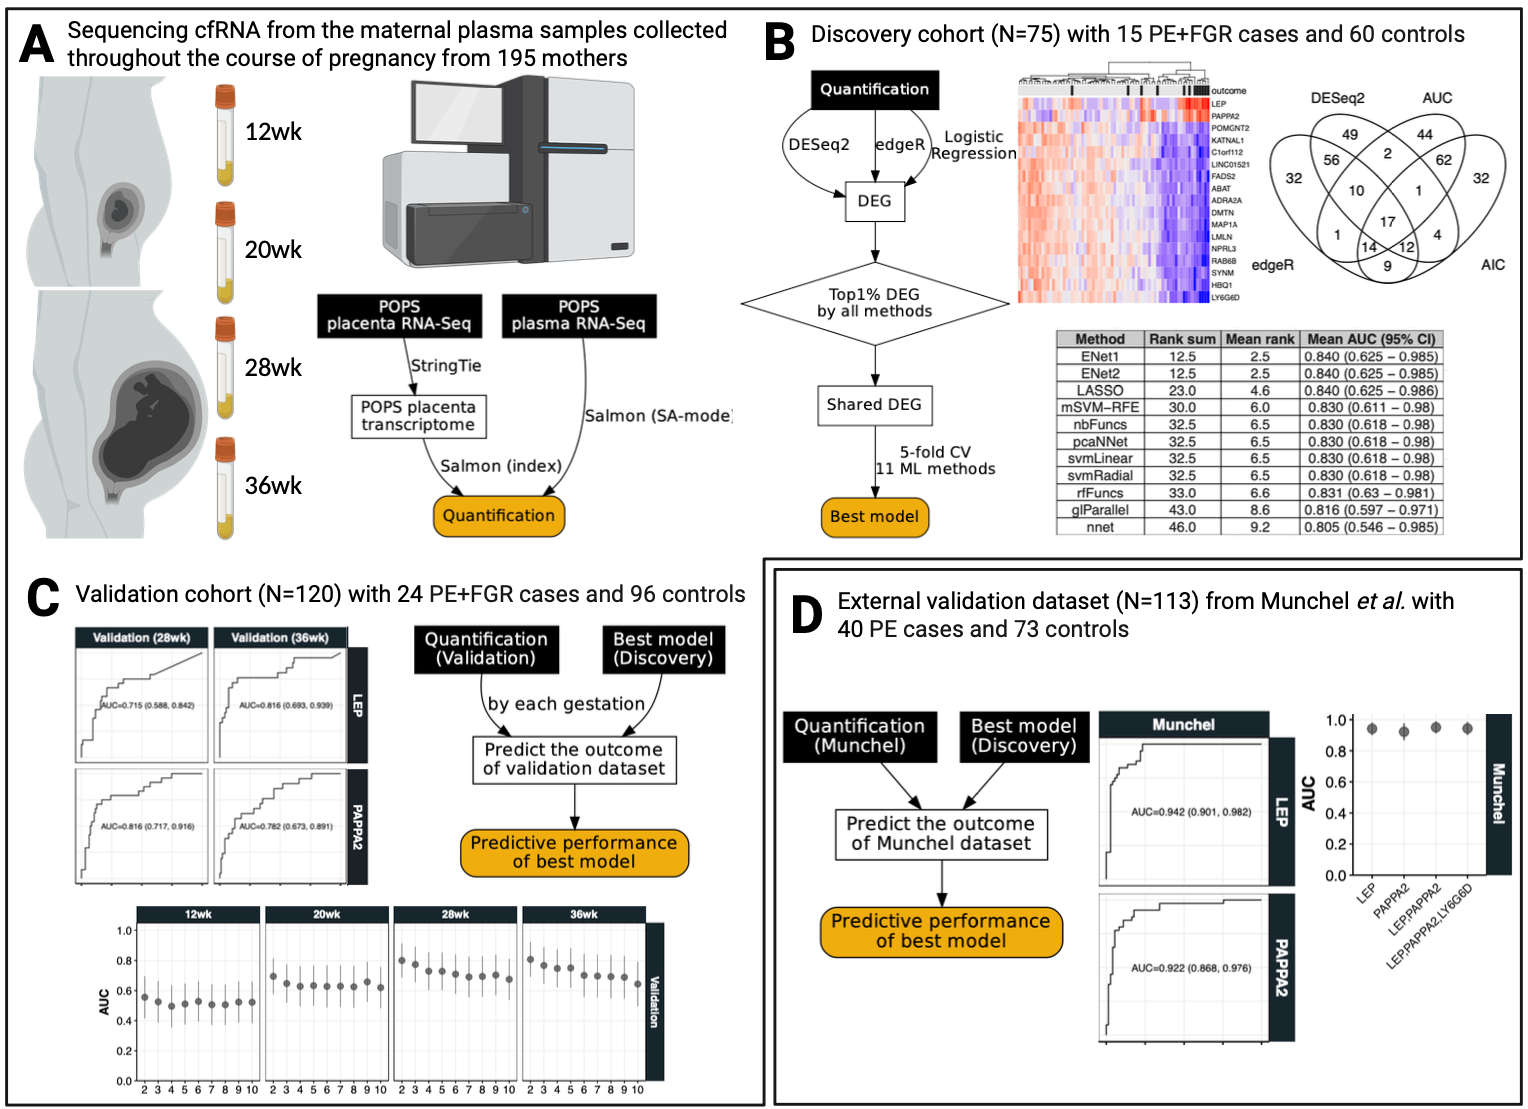 A
Sequencing cfRNA from the maternal plasma samples collected
throughout the course of pregnancy from 195 mothers
12wk
20wk
28wk
36wk
POPS
placenta RNA-Seq
POPS
plasma RNA-Seq
StringTie
POPS placenta
transcriptome
Salmon (SA-mode)
Salmon (index)
Quantification
B
Discovery cohort (N=75) with 15 PE+FGR cases and 60 controls
Quantification
DESeq2
edgeR
Logistic
Regression
DEG
Top1% DEG
by all methods
Shared DEG
5-fold CV
11 ML methods
Best model
outcome
LEP
PAPPA2
POMGNT2
KATNAL1
C1orf112
LINC01521
FADS2
ABAT
ADRA2A
DMTN
MAP1A
LMLN
NPRL3
RAB6B
SYNM
HBQ1
LY6G6D
DESeq2 AUC
49 44
56 2 62
32 10 1 32
17
1 14 12 4
9
edgeR AIC
Method Rank sum Mean rank Mean AUC (95% CI)
ENet1 12.5 2.5 0.840 (0.625 – 0.985)
ENet2 12.5 2.5 0.840 (0.625 – 0.985)
LASSO 23.0 4.6 0.840 (0.625 – 0.986)
mSVM–RFE 30.0 6.0 0.830 (0.611 – 0.98)
nbFuncs 32.5 6.5 0.830 (0.618 – 0.98)
pcaNNet 32.5 6.5 0.830 (0.618 – 0.98)
svmLinear 32.5 6.5 0.830 (0.618 – 0.98)
svmRadial 32.5 6.5 0.830 (0.618 – 0.98)
rfFuncs 33.0 6.6 0.831 (0.63 – 0.981)
glParallel 43.0 8.6 0.816 (0.597 – 0.971)
nnet 46.0 9.2 0.805 (0.546 – 0.985)
C
Validation cohort (N=120) with 24 PE+FGR cases and 96 controls
Validation (28wk) Validation (36wk)
AUC=0.715 (0.588, 0.842) AUC=0.816 (0.693, 0.939)
LEP
AUC=0.816 (0.717, 0.916) AUC=0.782 (0.673, 0.891)
PAPPA2
Quantification
(Validation)
Best model
(Discovery)
by each gestation
Predict the outcome
of validation dataset
Predictive performance
of best model
12wk 20wk 28wk 36wk
AUC
1.0
0.8
0.6
0.4
0.2
0.0
2 3 4 5 6 7 8 9 10 2 3 4 5 6 7 8 9 10 2 3 4 5 6 7 8 9 10 2 3 4 5 6 7 8 9 10
Validation
D
External validation dataset (N=113) from Munchel et al. with
40 PE cases and 73 controls
Quantification
(Munchel)
Best model
(Discovery)
Predict the outcome
of Munchel dataset
Predictive performance
of best model
Munchel
AUC=0.942 (0.901, 0.982)
LEP
AUC=0.922 (0.868, 0.976)
PAPPA2
AUC
1.0
0.8
0.6
0.4
0.2
0.0
LEP
PAPPA2
LEP,PAPPA2
LEP,PAPPA2,LY6G6D
Munchel